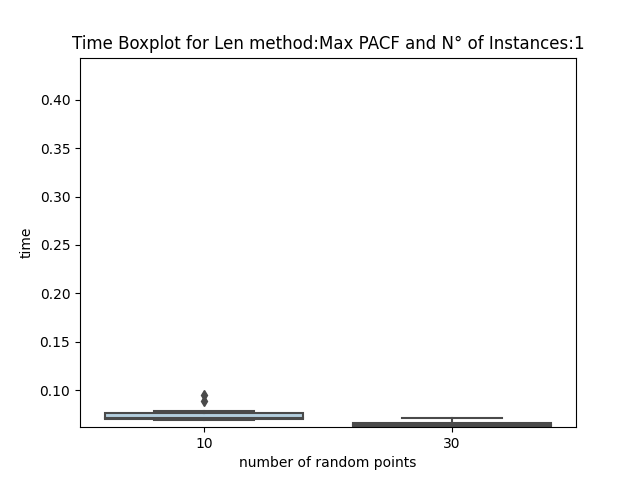 Time Boxplot for Len method:Max PACF and N° of Instances:1
0.40
0.35
0.30
0.25
0.20
0.15
0.10
time
10 30
number of random points